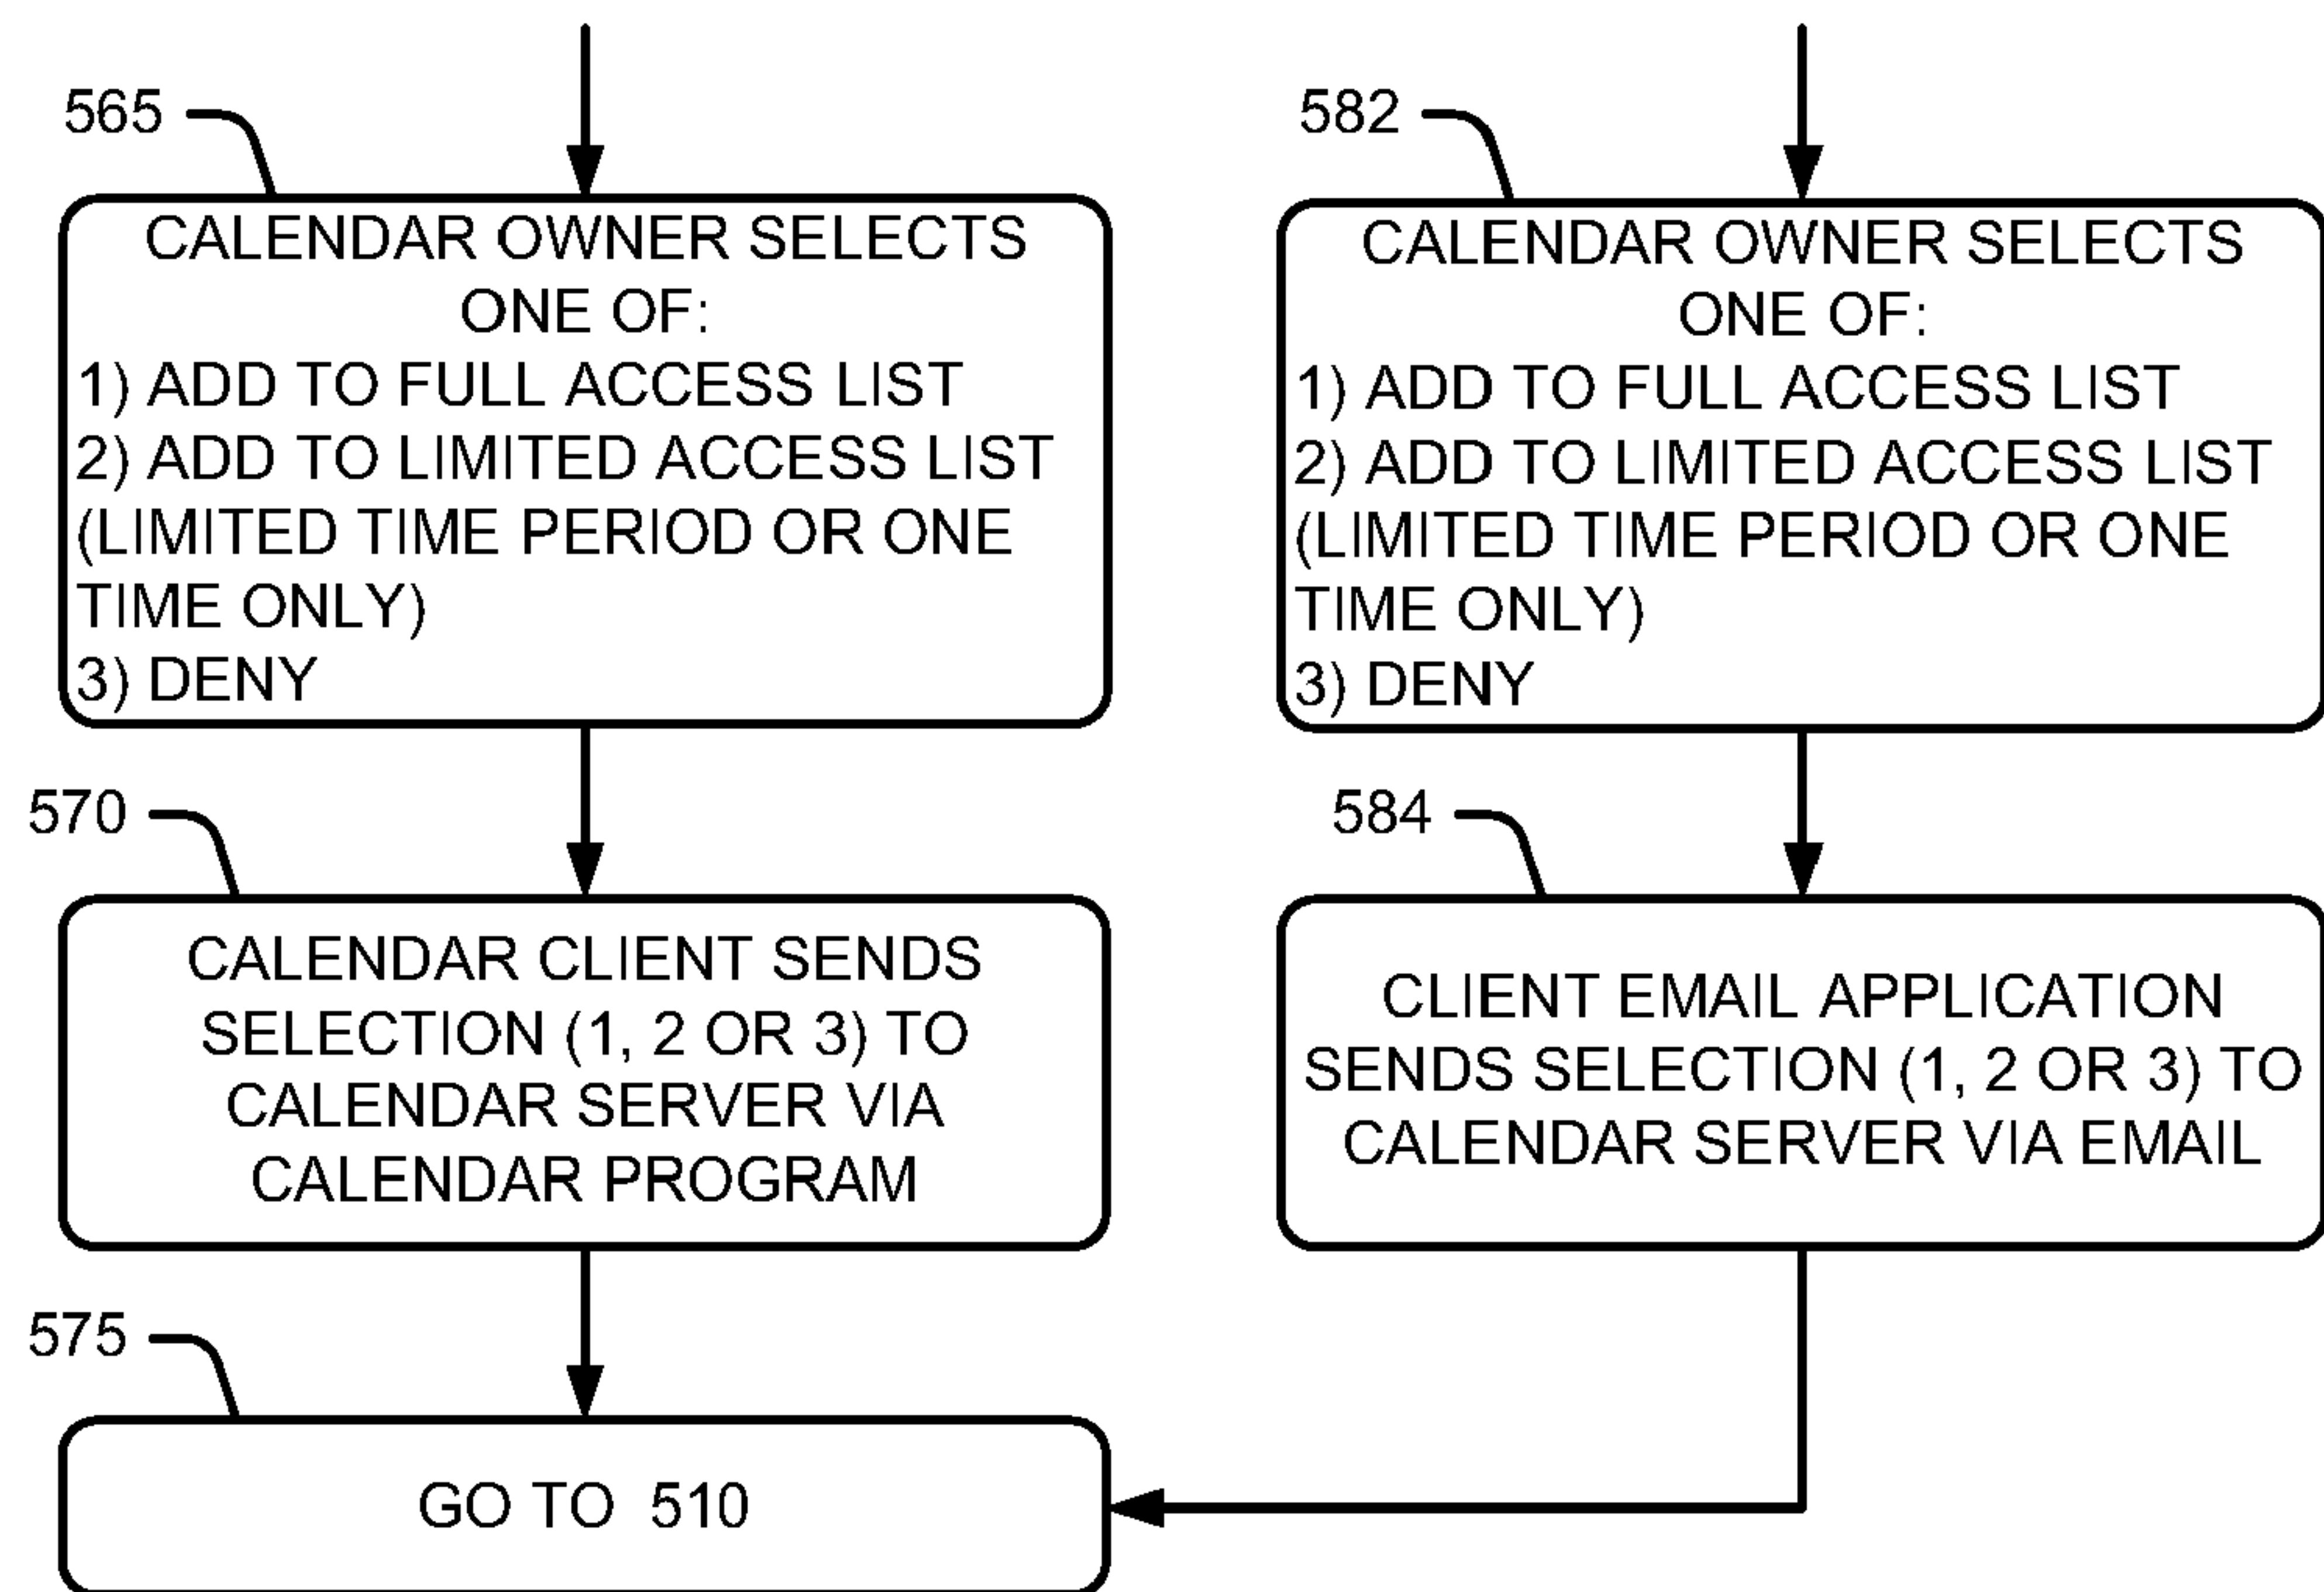 565
CALENDAR OWNER SELECTS
ONE OF:
1) ADD TO FULL ACCESS LIST
2) ADD TO LIMITED ACCESS LIST
(LIMITED TIME PERIOD OR ONE
TIME ONLY)
3) DENY
570
CALENDAR CLIENT SENDS
SELECTION (1, 2 OR 3) TO
CALENDAR SERVER VIA
CALENDAR PROGRAM
575
GO TO 510
582
CALENDAR OWNER SELECTS
ONE OF:
1) ADD TO FULL ACCESS LIST
2) ADD TO LIMITED ACCESS LIST
(LIMITED TIME PERIOD OR ONE
TIME ONLY)
3) DENY
584
CLIENT EMAIL APPLICATION
SENDS SELECTION (1, 2 OR 3) TO
CALENDAR SERVER VIA EMAIL